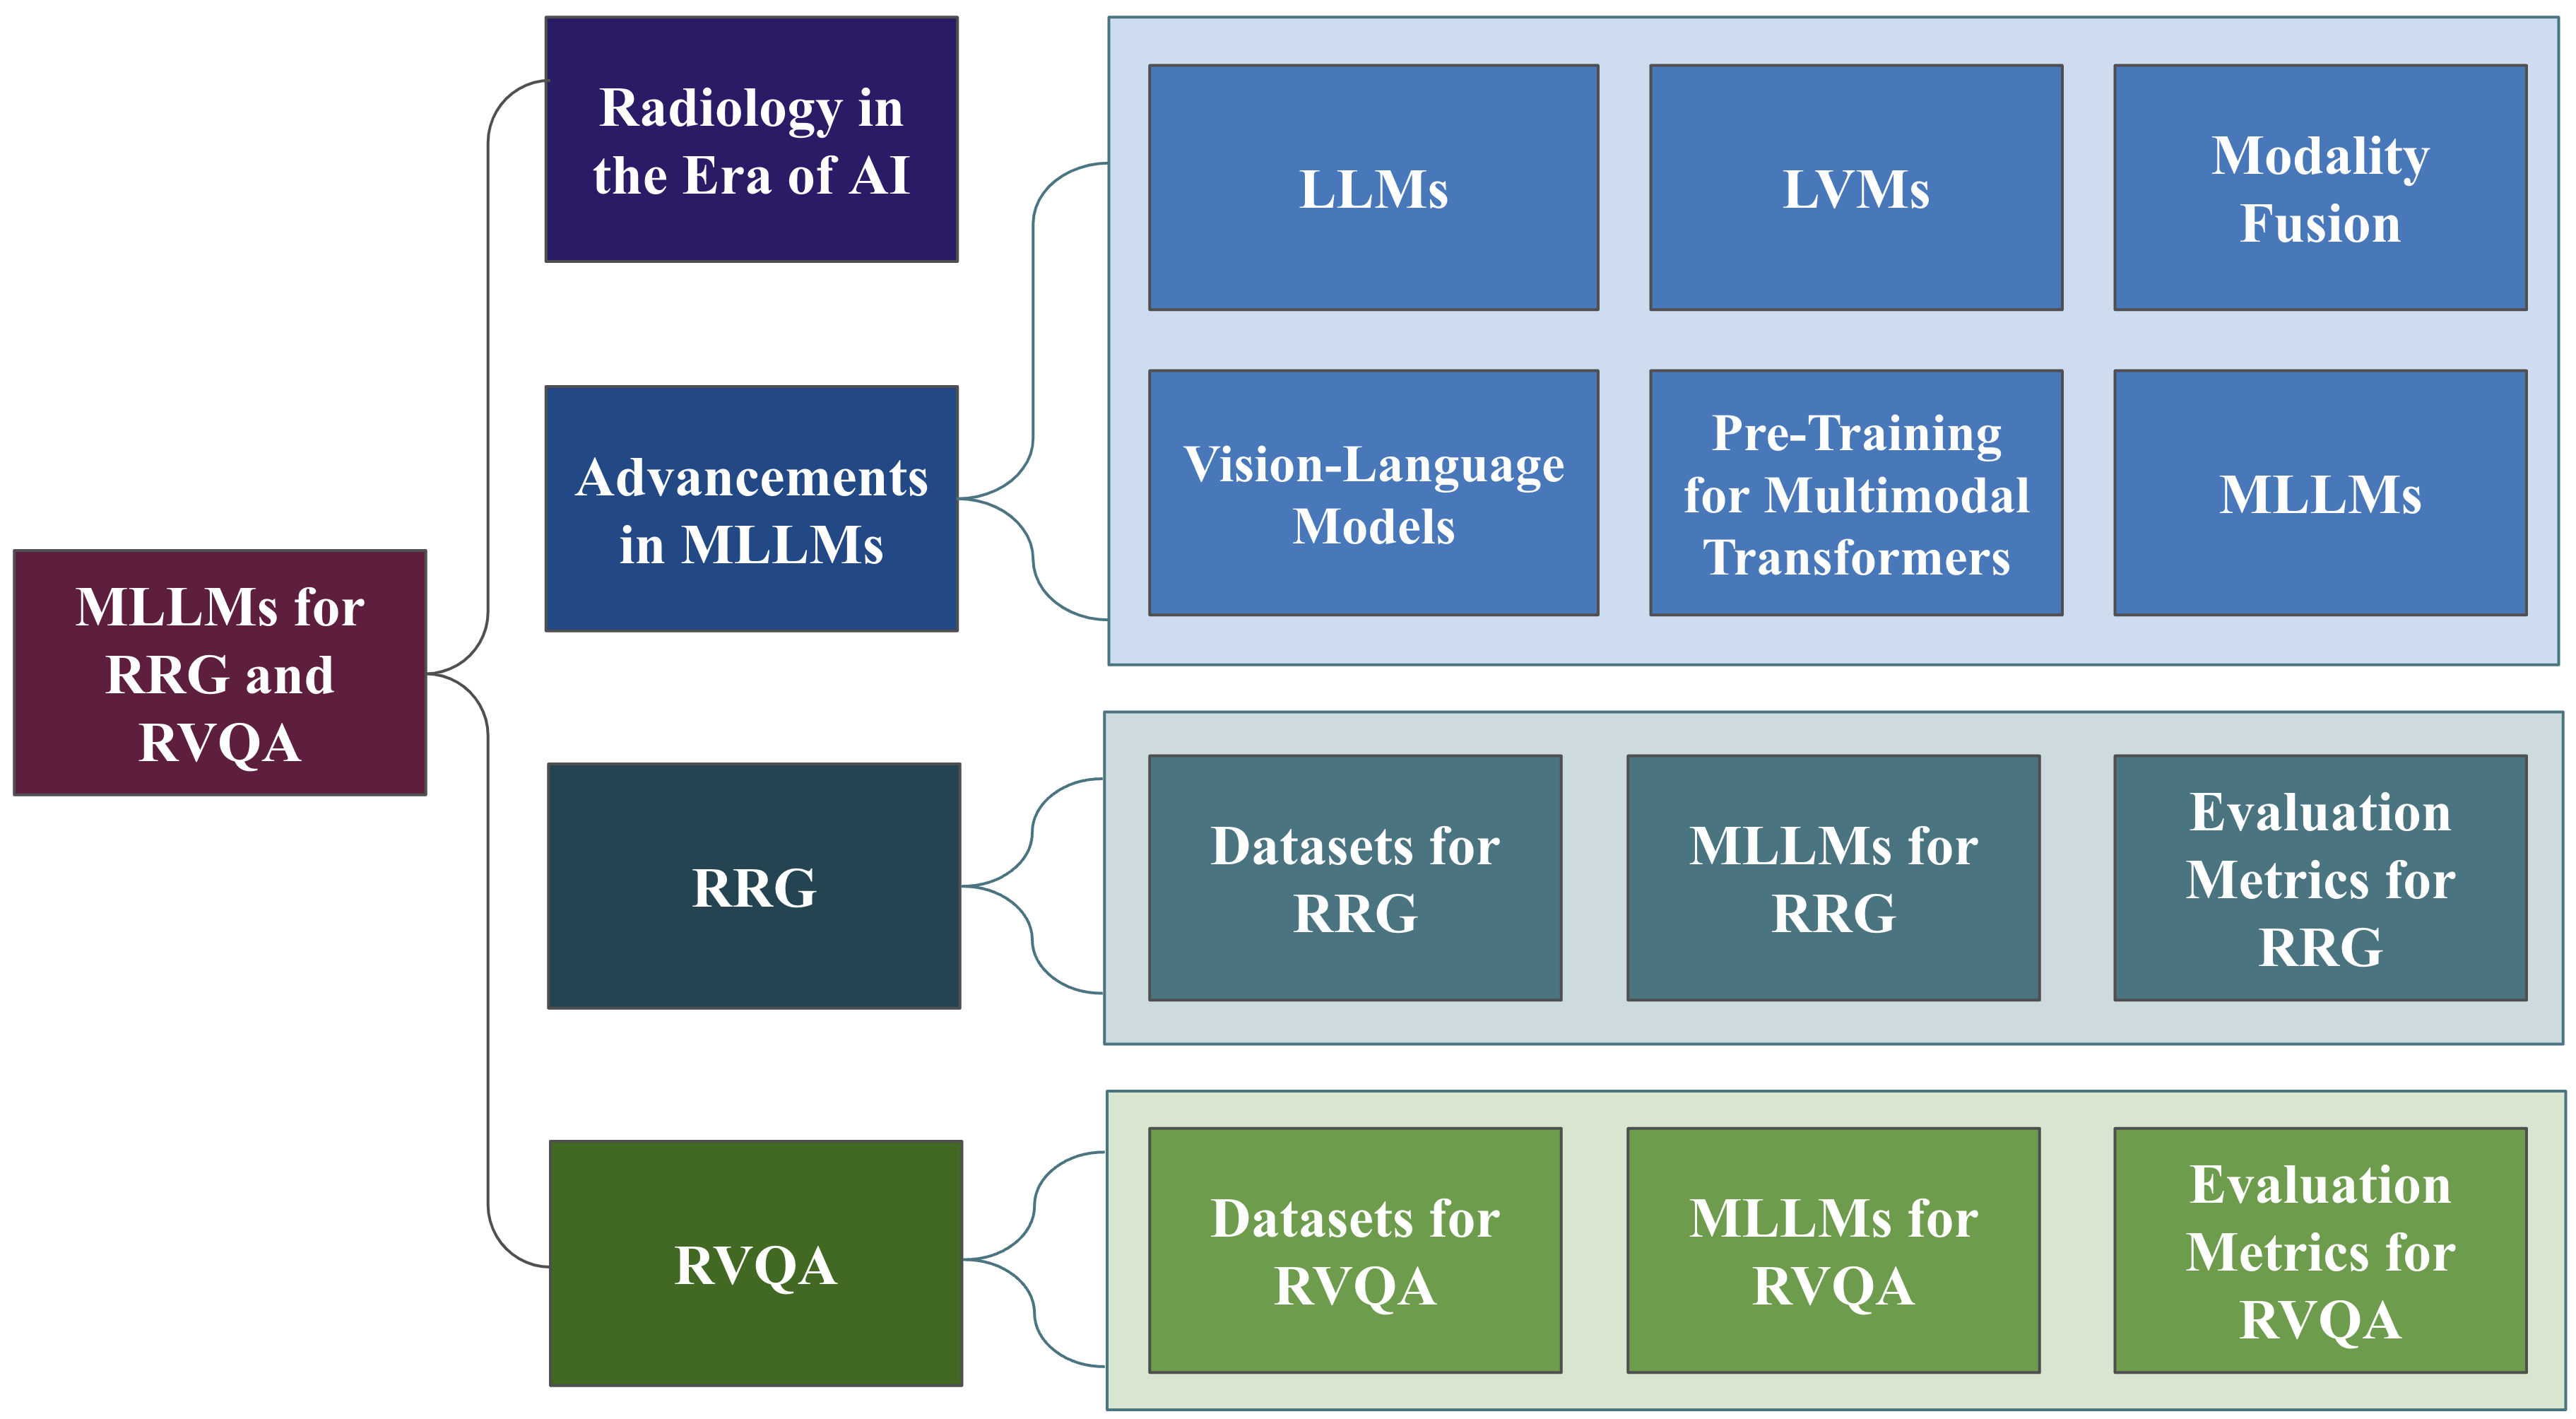 MLLMs for
RRG and
RVQA
Radiology in
the Era of AI
Advancements
in MLLMs
LLMs
LVMs
Modality
Fusion
Vision-Language
Models
Pre-Training
for Multimodal
Transformers
MLLMs
RRG
Datasets for
RRG
MLLMs for
RRG
Evaluation
Metrics for
RRG
RVQA
Datasets for
RVQA
MLLMs for
RVQA
Evaluation
Metrics for
RVQA